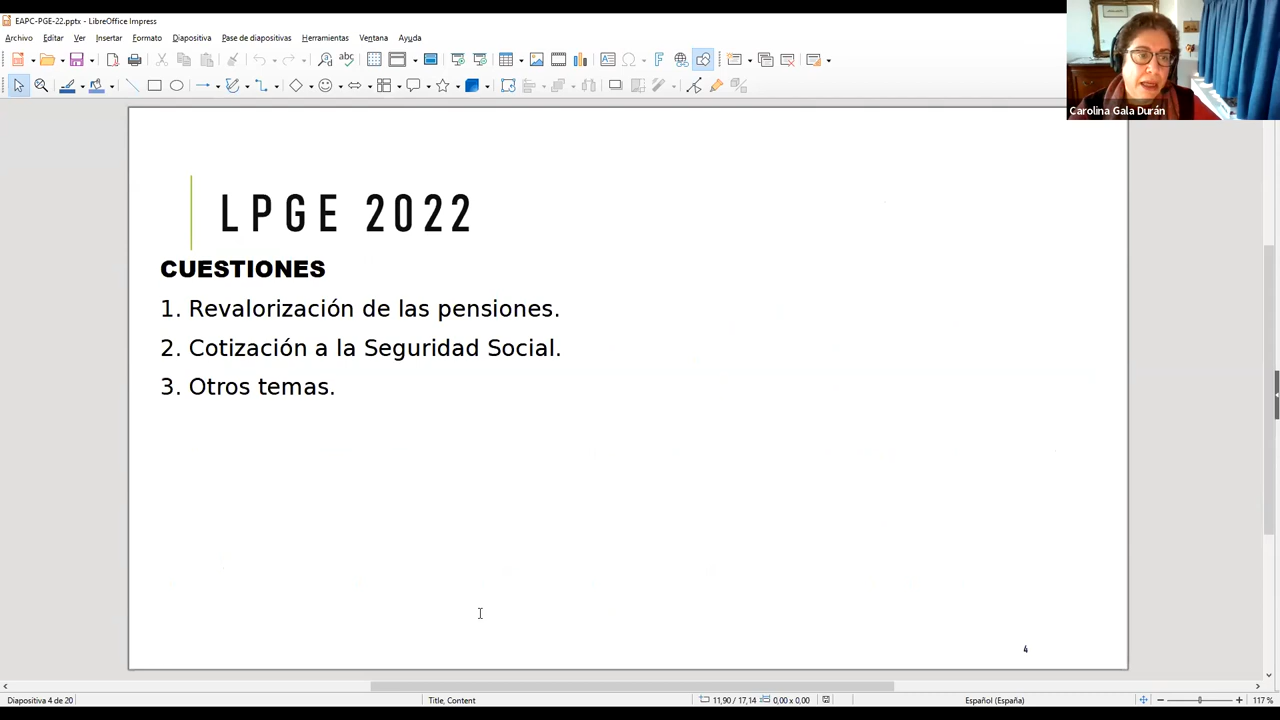 EAPC-PGE-22.pptx - LibreOffice Impress
Archivo Editar Ver Insertar Formato Diapositiva Pase de diapositivas Herramientas Ventana Ayuda
Carolina Gala Durán
LPGE 2022
CUESTIONES
1. Revalorización de las pensiones.
2. Cotización a la Seguridad Social.
3. Otros temas.
4
Diapositiva 4 de 20 Title, Content 11,90 / 17,14 0,00 x 0,00 Español (España) 117 %